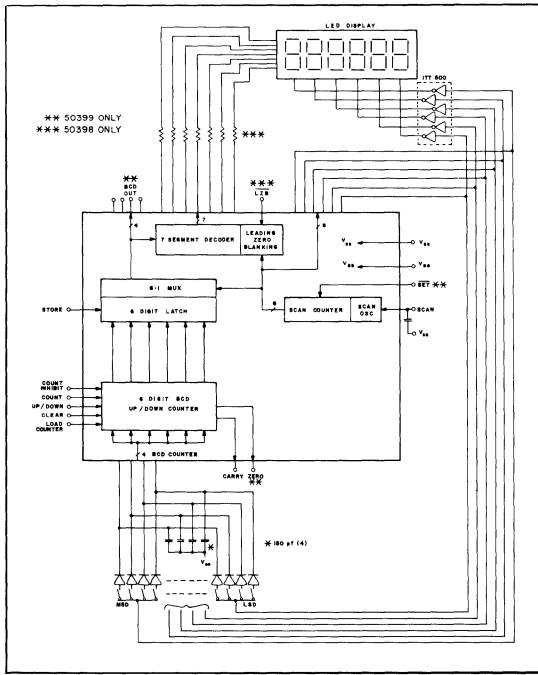 LED DISPLAY
ITT 500
** 50399 ONLY
*** 50398 ONLY
***
**
BCD
OUT
***
LZB
4
7
6
7 SEGMENT DECODER
LEADING
ZERO
BLANKING
6:1 MUX
6 DIGIT LATCH
6
SCAN COUNTER
SCAN
OSC
SET **
SCAN
STORE
COUNT
INHIBIT
COUNT
UP/DOWN
CLEAR
LOAD
COUNTER
6 DIGIT BCD
UP/DOWN COUNTER
4 BCD COUNTER
CARRY ZERO
**
*
* 150 pf (4)
MSD
LSD